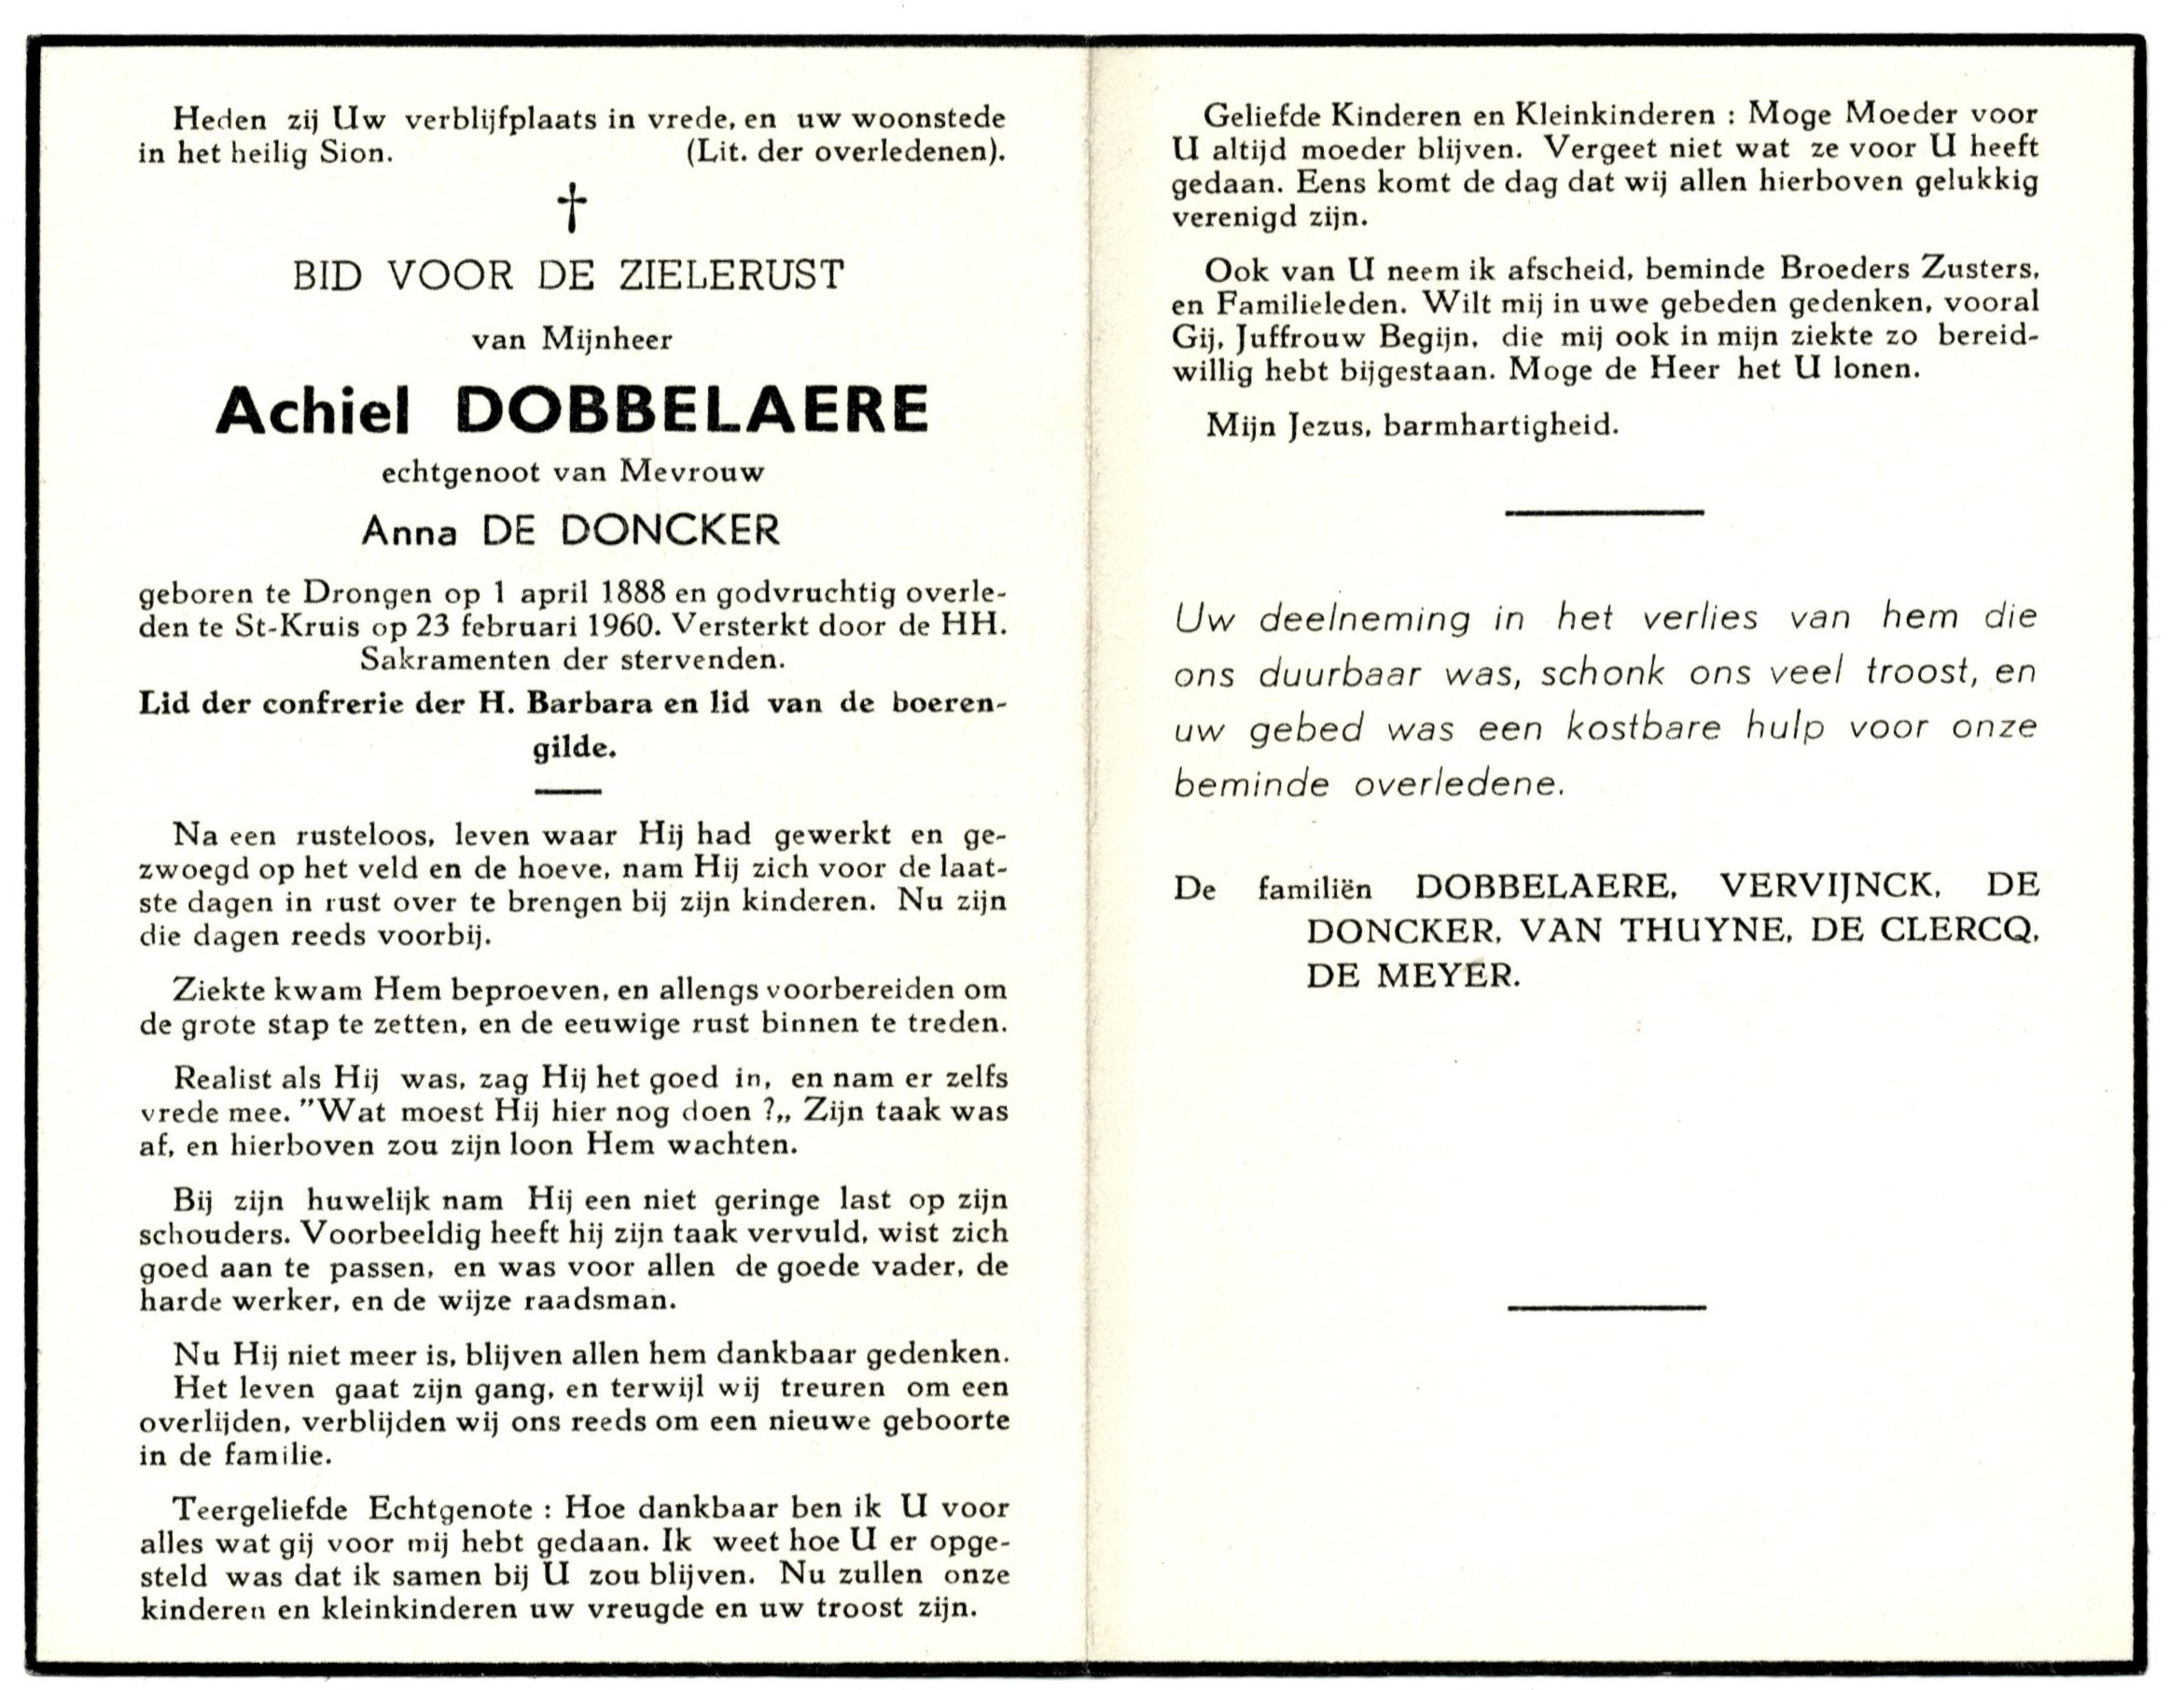 Heden zij Uw verblijfplaats in vrede, en uw woonstede
in het heilig Sion. (Lit. der overledenen).
†
BID VOOR DE ZIELERUST
van Mijnheer
Achiel DOBBELAERE
echtgenoot van Mevrouw
Anna DE DONCKER
geboren te Drongen op 1 april 1888 en godvruchtig overle-
den te St-Kruis op 23 februari 1960. Versterkt door de HH.
Sakramenten der stervenden.
Lid der confrerie der H. Barbara en lid van de boeren-
gilde.
Na een rusteloos, leven waar Hij had gewerkt en ge-
zwoegd op het veld en de hoeve, nam Hij zich voor de laat-
ste dagen in rust over te brengen bij zijn kinderen. Nu zijn
die dagen reeds voorbij.
Ziekte kwam Hem beproeven, en allengs voorbereiden om
de grote stap te zetten, en de eeuwige rust binnen te treden.
Realist als Hij was, zag Hij het goed in, en nam er zelfs
vrede mee. "Wat moest Hij hier nog doen ?„ Zijn taak was
af, en hierboven zou zijn loon Hem wachten.
Bij zijn huwelijk nam Hij een niet geringe last op zijn
schouders. Voorbeeldig heeft hij zijn taak vervuld, wist zich
goed aan te passen, en was voor allen de goede vader, de
harde werker, en de wijze raadsman.
Nu Hij niet meer is, blijven allen hem dankbaar gedenken.
Het leven gaat zijn gang, en terwijl wij treuren om een
overlijden, verblijden wij ons reeds om een nieuwe geboorte
in de familie.
Teergeliefde Echtgenote : Hoe dankbaar ben ik U voor
alles wat gij voor mij hebt gedaan. Ik weet hoe U er opge-
steld was dat ik samen bij U zou blijven. Nu zullen onze
kinderen en kleinkinderen uw vreugde en uw troost zijn.
Geliefde Kinderen en Kleinkinderen : Moge Moeder voor
U altijd moeder blijven. Vergeet niet wat ze voor U heeft
gedaan. Eens komt de dag dat wij allen hierboven gelukkig
verenigd zijn.
Ook van U neem ik afscheid, beminde Broeders Zusters,
en Familieleden. Wilt mij in uwe gebeden gedenken, vooral
Gij, Juffrouw Begijn, die mij ook in mijn ziekte zo bereid-
willig hebt bijgestaan. Moge de Heer het U lonen.
Mijn Jezus, barmhartigheid.
Uw deelneming in het verlies van hem die
ons duurbaar was, schonk ons veel troost, en
uw gebed was een kostbare hulp voor onze
beminde overledene.
De familiën DOBBELAERE, VERVIJNCK, DE
DONCKER, VAN THUYNE, DE CLERCQ,
DE MEYER.